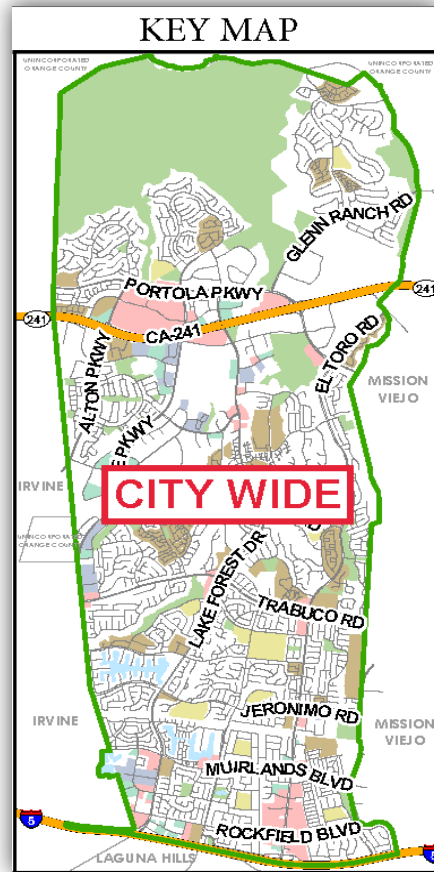 KEY MAP
UNINCORPORATED
ORANGE COUNTY
UNINCORPORATED
ORANGE COUNTY
GLENN RANCH RD
PORTOLA PKWY
241
241
CA-241
EL TORO RD
ALTON PKWY
MISSION
VIEJO
E PKWY
IRVINE
CITY WIDE
D
UNINCORPORATED
ORANGE COUNTY
LAKE FOREST DR
TRABUCO RD
IRVINE
JERONIMO RD
MISSION
VIEJO
MUIRLANDS BLVD
5
ROCKFIELD BLVD
5
LAGUNA HILLS